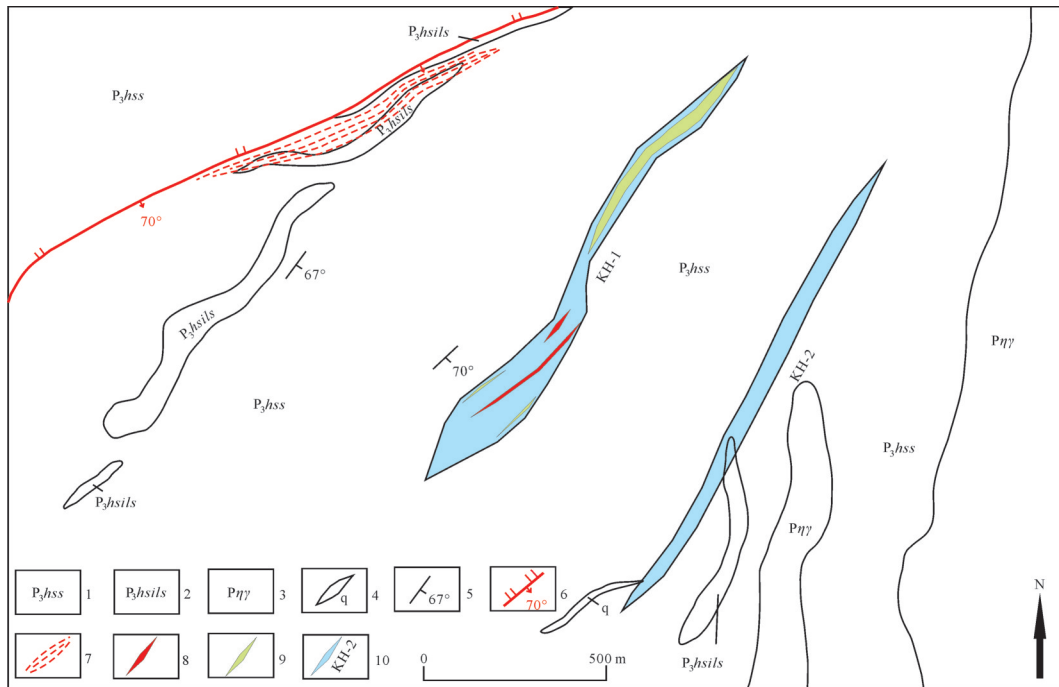 P₃hsils
P₃hss
P₃hsils
70°
67°
P₃hsils
KH-1
P₃hss
Pηγ
70°
KH-2
P₃hss
P₃hss
P₃hsils
Pηγ
q
P₃hsils
P₃hss 1
P₃hsils 2
Pηγ 3
q 4
67° 5
70° 6
7
8
9
KH-2 10
0 500 m
N